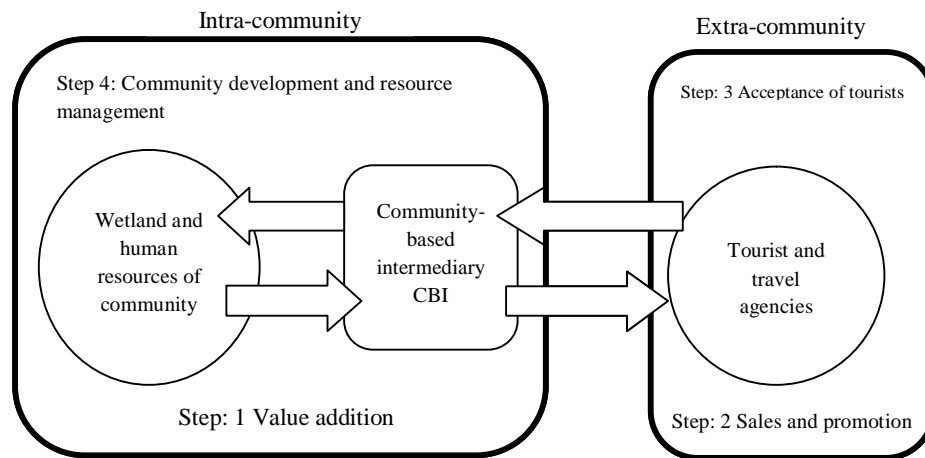 Intra-community
Extra-community
Step 4: Community development and resource
management
Step: 3 Acceptance of tourists
Wetland and
human
resources of
community
Community-
based
intermediary
CBI
Tourist and
travel
agencies
Step: 1 Value addition
Step: 2 Sales and promotion